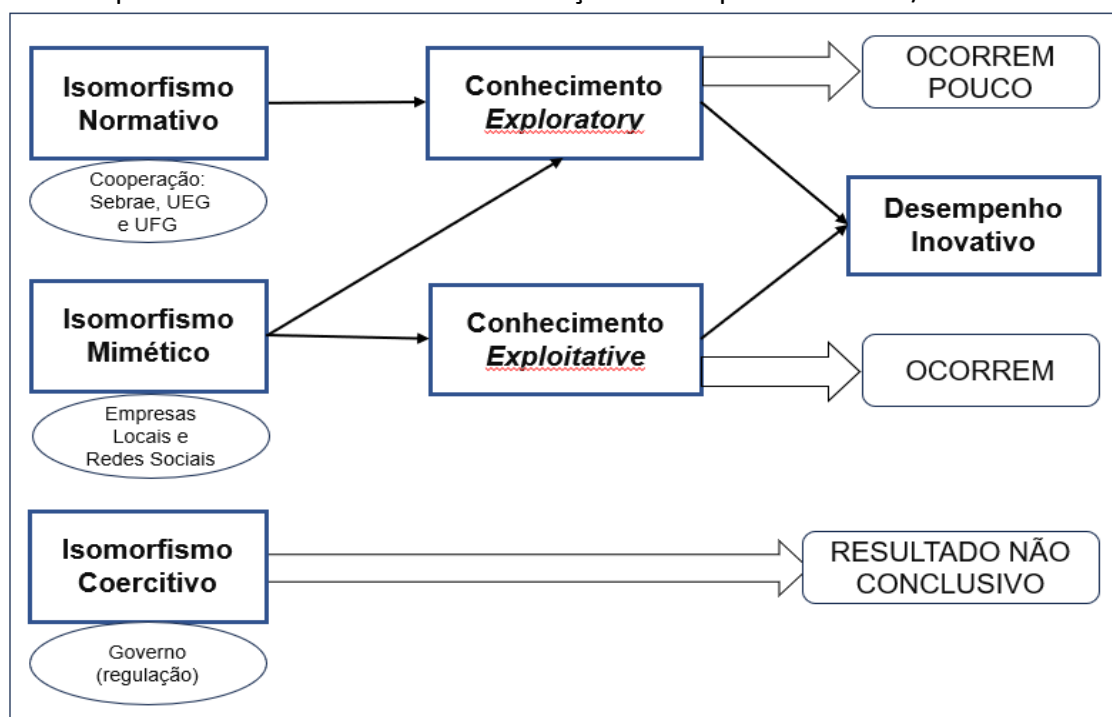 Isomorfismo
Normativo
Conhecimento
Exploratory
OCORREM
POUCO
Cooperação:
Sebrae, UEG
e UFG
Desempenho
Inovativo
Isomorfismo
Mimético
Conhecimento
Exploitative
OCORREM
Empresas
Locais e
Redes Sociais
Isomorfismo
Coercitivo
RESULTADO NÃO
CONCLUSIVO
Governo
(regulação)